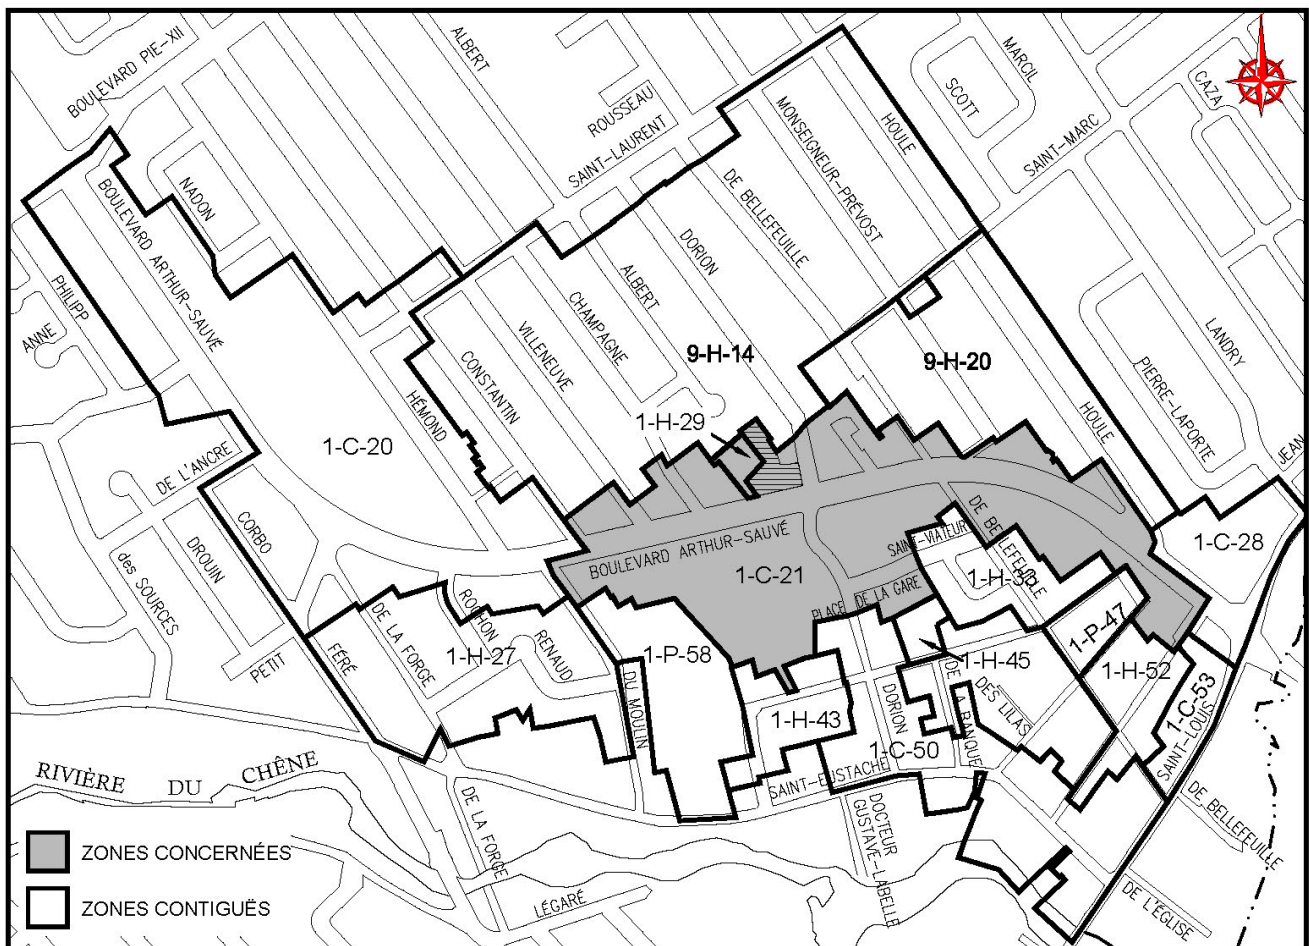 BOULEVARD PIE-XII
ALBERT
ROUSSEAU
SAINT-LAURENT
MARCIL
SCOTT
CAZA
SAINT-MARC
HOULE
MONSEIGNEUR-PRÉVOST
DE BELLEFEUILLE
DORION
ALBERT
CHAMPAGNE
VILLENEUVE
CONSTANTIN
NADON
BOULEVARD ARTHUR-SAUVÉ
PHILIPP
ANNE
HÉMOND
9-H-14
9-H-20
LANDRY
PIERRE-LAPORTE
HOULE
JEAN
1-H-29
1-C-20
DE L'ANCRE
CORBO
DROUIN
des SOURCES
PETIT
BOULEVARD ARTHUR-SAUVÉ
1-C-21
SAINT-VIATEUR
DE BELLEFEUILLE
1-C-28
1-H-33
PLACE DE LA GARE
1-P-47
1-H-52
1-C-53
SAINT-LOUIS
FÉRÉ
DE LA FORGE
1-H-27
ROCHON
RENAUD
DU MOULIN
1-P-58
1-H-43
1-H-45
DES LILAS
DORION
DE LA BANQUE
1-C-50
SAINT-EUSTACHE
RIVIÈRE DU CHÊNE
DE LA FORGE
DOCTEUR
GUSTAVE-LABELLE
DE BELLEFEUILLE
DE L'ÉGLISE
LÉGARÉ
ZONES CONCERNÉES
ZONES CONTIGUËS